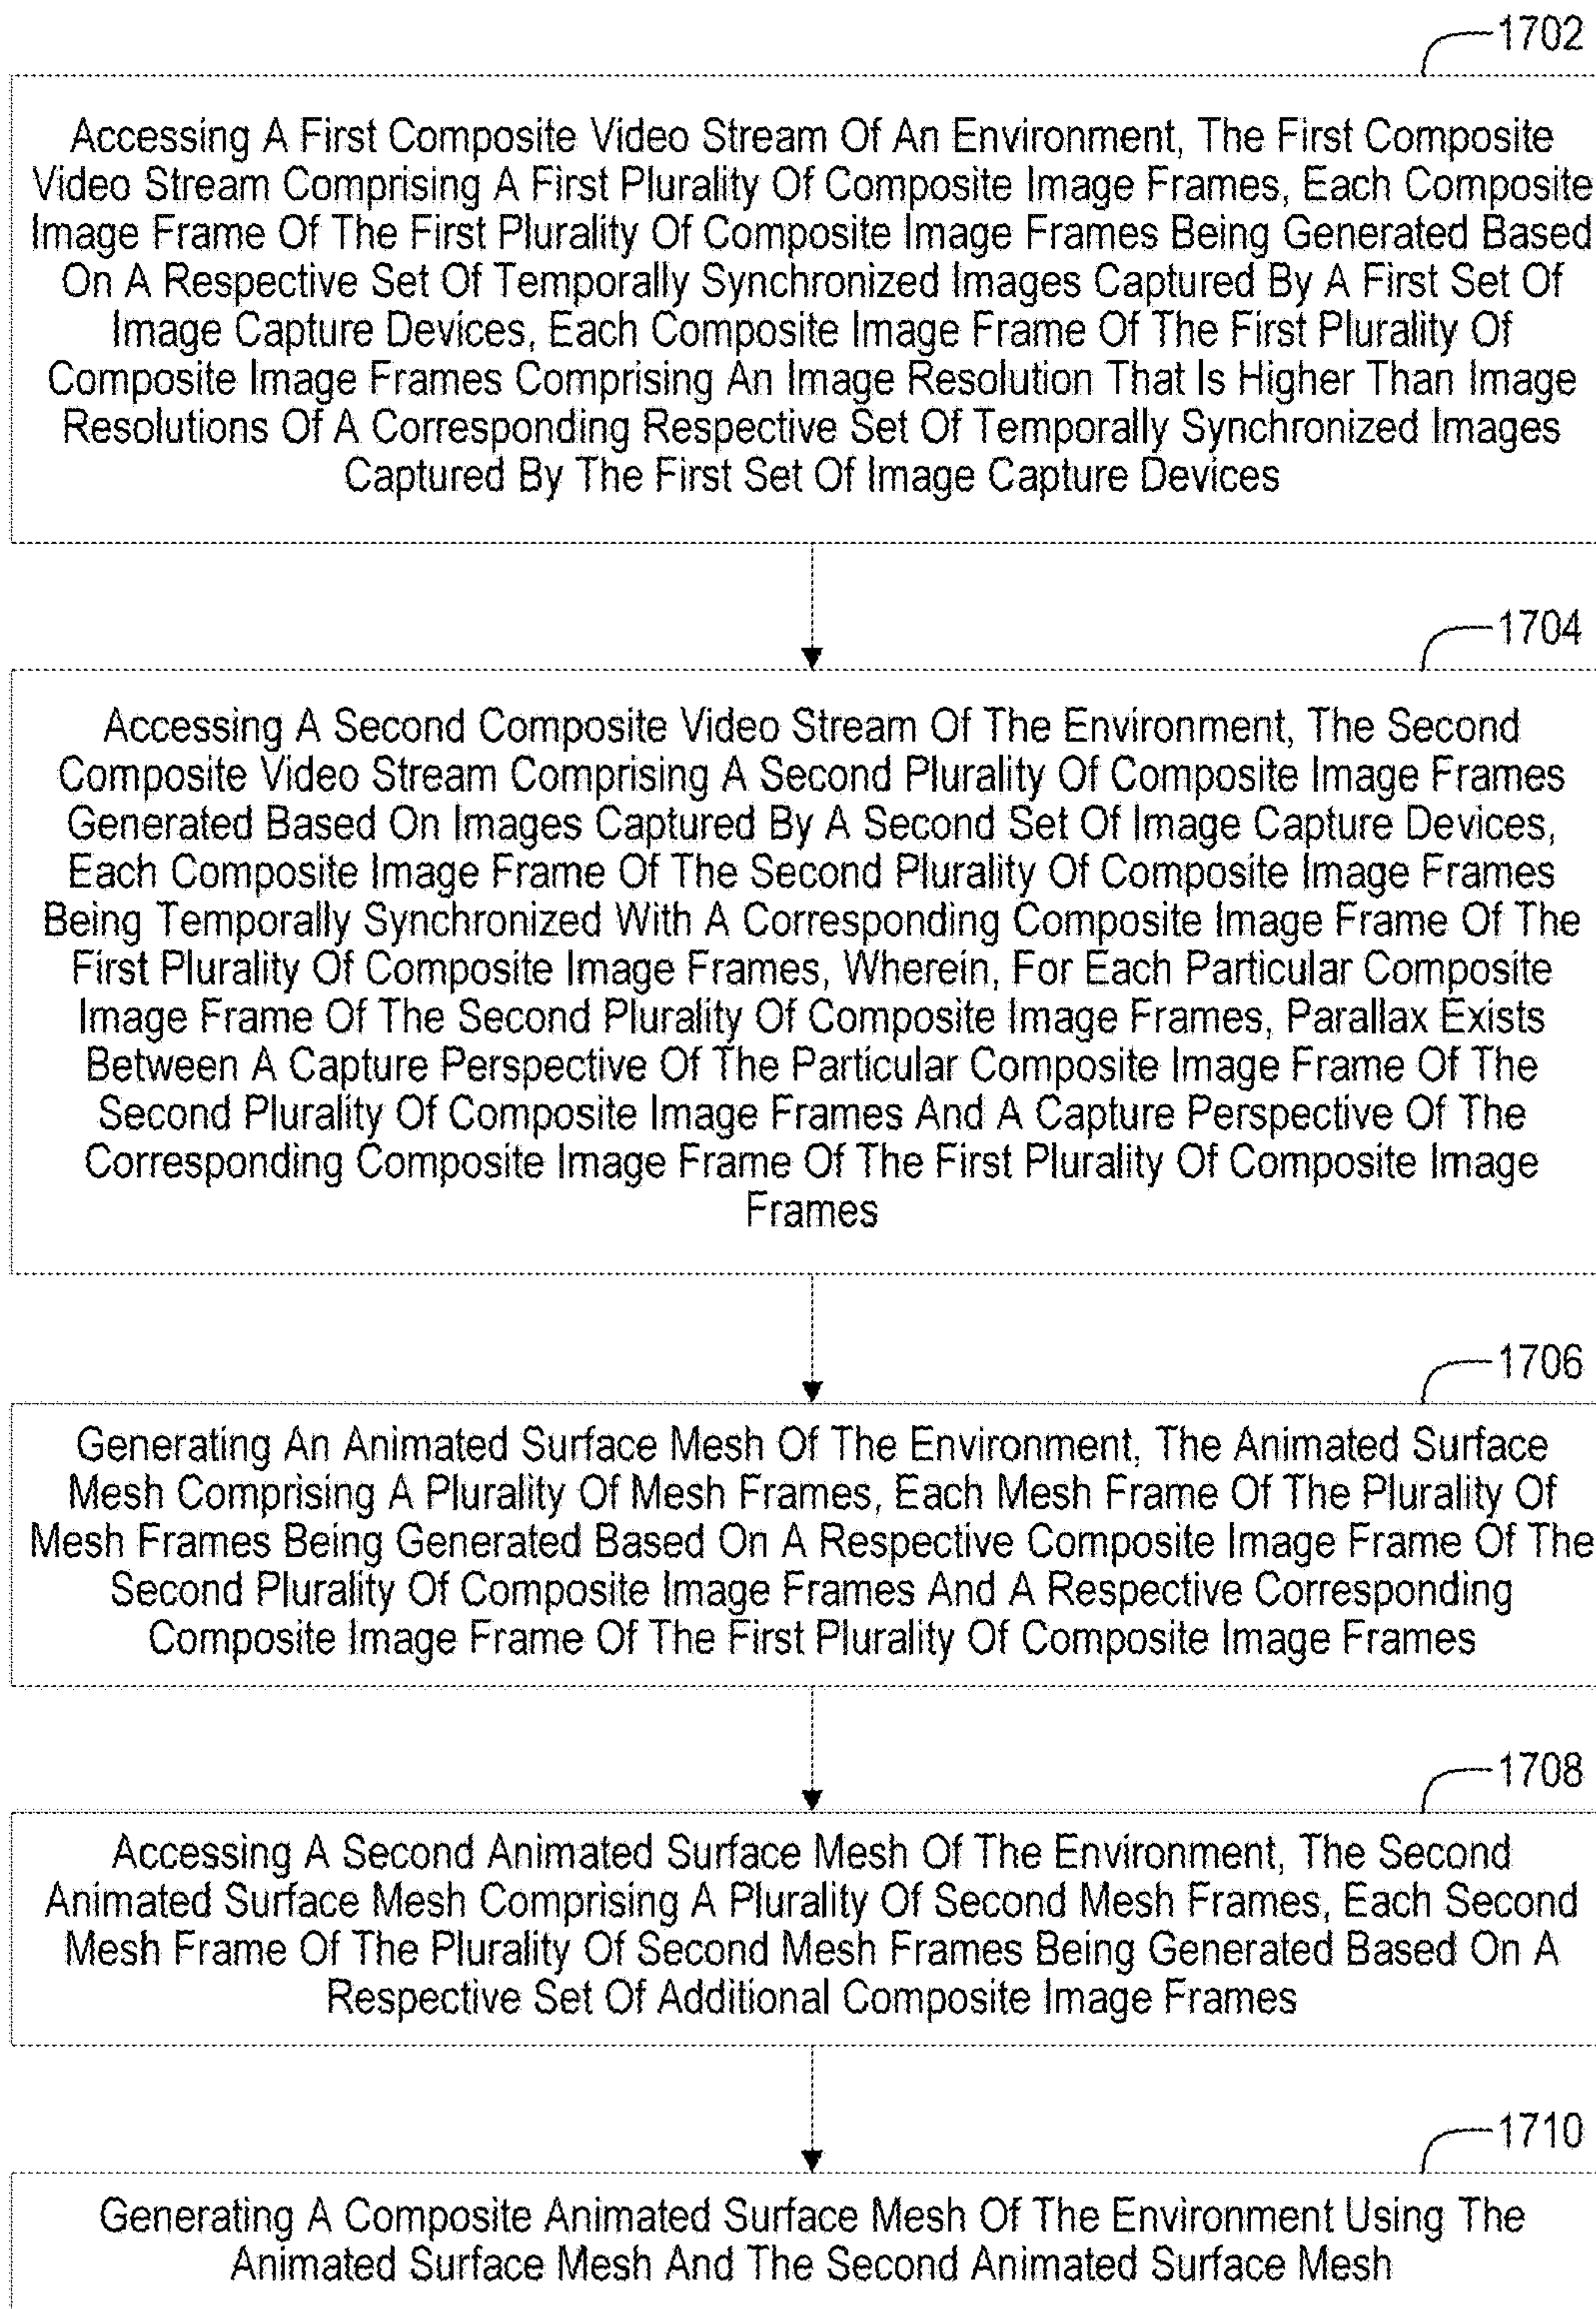 1702
Accessing A First Composite Video Stream Of An Environment, The First Composite
Video Stream Comprising A First Plurality Of Composite Image Frames, Each Composite
Image Frame Of The First Plurality Of Composite Image Frames Being Generated Based
On A Respective Set Of Temporally Synchronized Images Captured By A First Set Of
Image Capture Devices, Each Composite Image Frame Of The First Plurality Of
Composite Image Frames Comprising An Image Resolution That Is Higher Than Image
Resolutions Of A Corresponding Respective Set Of Temporally Synchronized Images
Captured By The First Set Of Image Capture Devices
1704
Accessing A Second Composite Video Stream Of The Environment, The Second
Composite Video Stream Comprising A Second Plurality Of Composite Image Frames
Generated Based On Images Captured By A Second Set Of Image Capture Devices,
Each Composite Image Frame Of The Second Plurality Of Composite Image Frames
Being Temporally Synchronized With A Corresponding Composite Image Frame Of The
First Plurality Of Composite Image Frames, Wherein, For Each Particular Composite
Image Frame Of The Second Plurality Of Composite Image Frames, Parallax Exists
Between A Capture Perspective Of The Particular Composite Image Frame Of The
Second Plurality Of Composite Image Frames And A Capture Perspective Of The
Corresponding Composite Image Frame Of The First Plurality Of Composite Image
Frames
1706
Generating An Animated Surface Mesh Of The Environment, The Animated Surface
Mesh Comprising A Plurality Of Mesh Frames, Each Mesh Frame Of The Plurality Of
Mesh Frames Being Generated Based On A Respective Composite Image Frame Of The
Second Plurality Of Composite Image Frames And A Respective Corresponding
Composite Image Frame Of The First Plurality Of Composite Image Frames
1708
Accessing A Second Animated Surface Mesh Of The Environment, The Second
Animated Surface Mesh Comprising A Plurality Of Second Mesh Frames, Each Second
Mesh Frame Of The Plurality Of Second Mesh Frames Being Generated Based On A
Respective Set Of Additional Composite Image Frames
1710
Generating A Composite Animated Surface Mesh Of The Environment Using The
Animated Surface Mesh And The Second Animated Surface Mesh